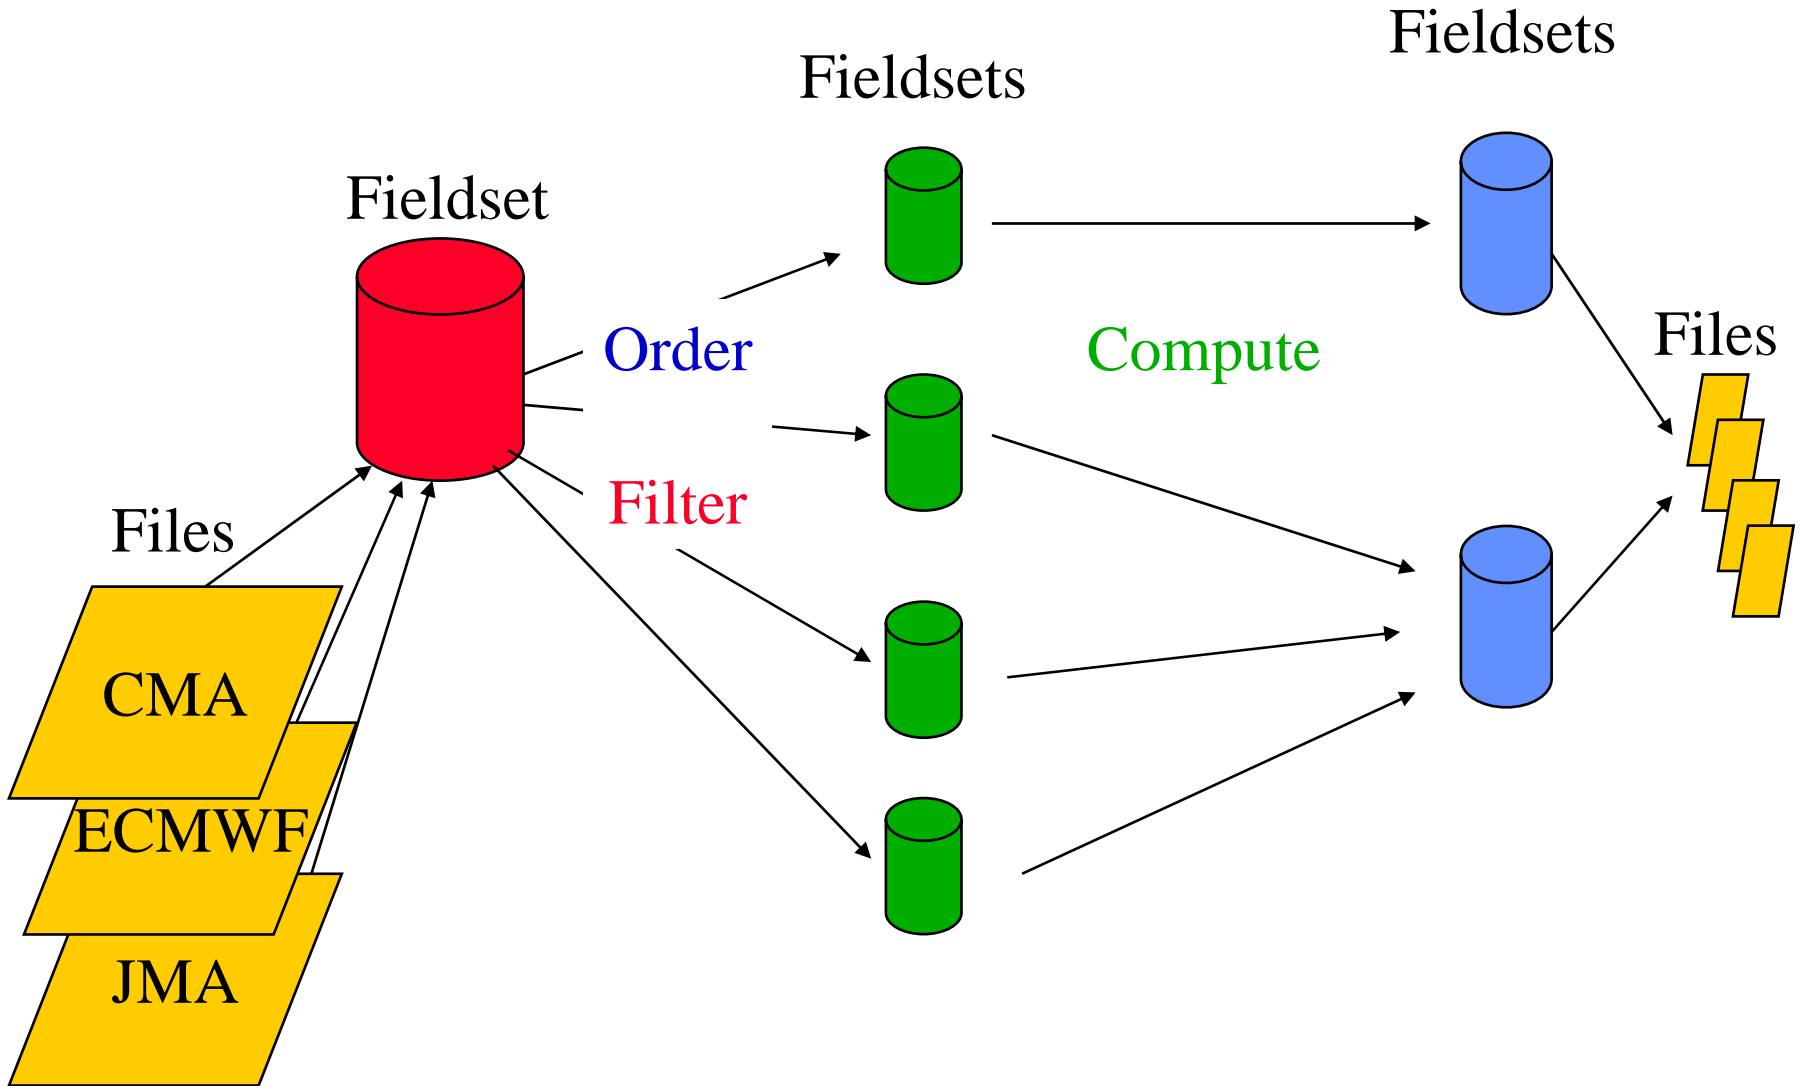 Fieldsets
Fieldsets
Fieldset
Files
Order
Compute
Filter
Files
CMA
ECMWF
JMA